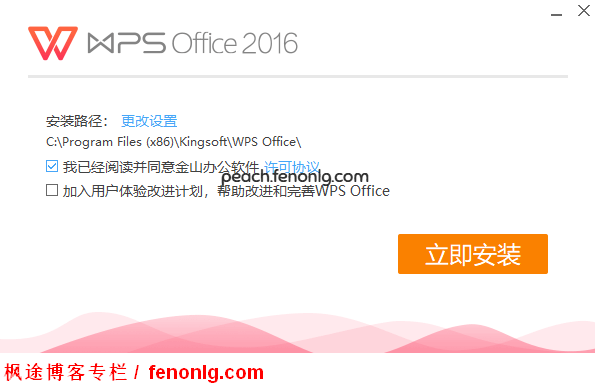 WPS Office 2016
安装路径： 更改设置
C:\Program Files (x86)\Kingsoft\WPS Office\
我已经阅读并同意金山办公软件 许可协议
peach.fenonlg.com
加入用户体验改进计划，帮助改进和完善WPS Office
立即安装
枫途博客专栏 / fenonlg.com